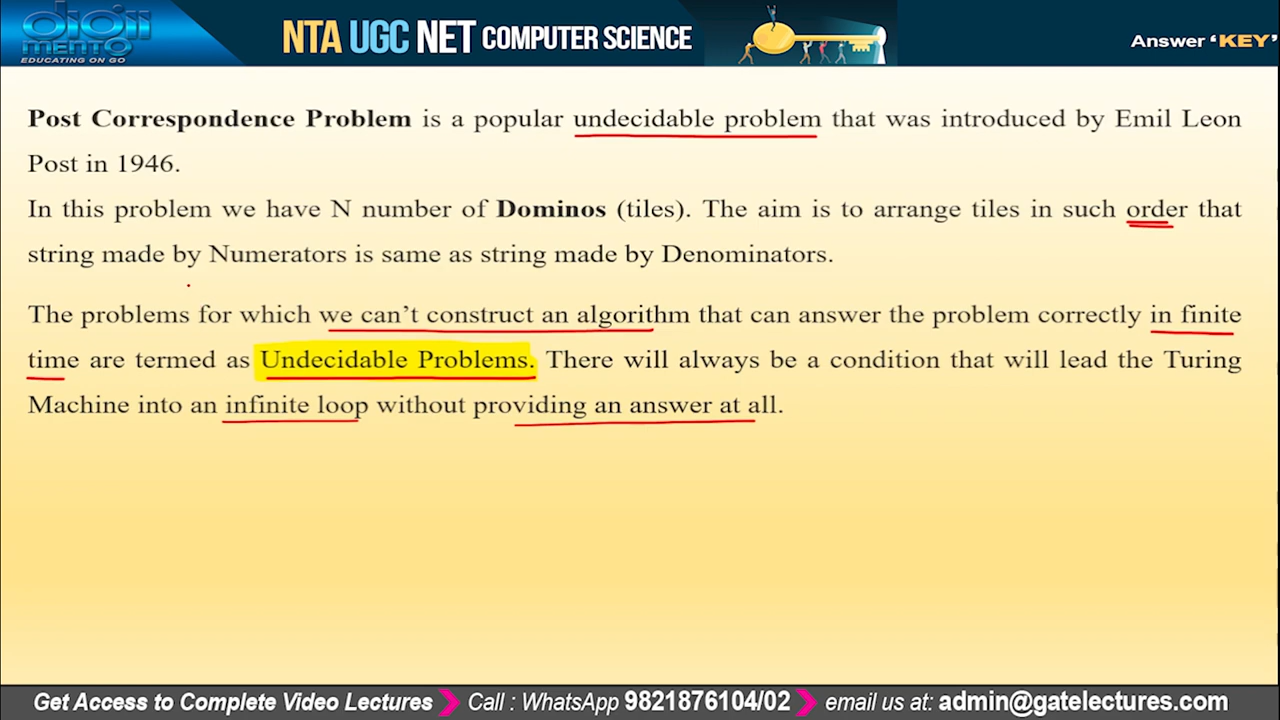 DIGII
MENTO
EDUCATING ON GO
NTA UGC NET COMPUTER SCIENCE
Answer ‘KEY’
Post Correspondence Problem is a popular undecidable problem that was introduced by Emil Leon
Post in 1946.
In this problem we have N number of Dominos (tiles). The aim is to arrange tiles in such order that
string made by Numerators is same as string made by Denominators.
The problems for which we can’t construct an algorithm that can answer the problem correctly in finite
time are termed as Undecidable Problems. There will always be a condition that will lead the Turing
Machine into an infinite loop without providing an answer at all.
Get Access to Complete Video Lectures Call : WhatsApp 9821876104/02 email us at: admin@gatelectures.com